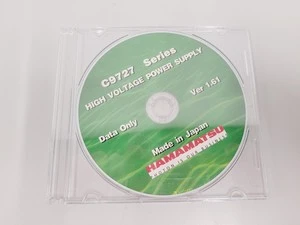 C9727 Series
HIGH VOLTAGE POWER SUPPLY
Data Only
Ver 1.61
Made in Japan
HAMAMATSU